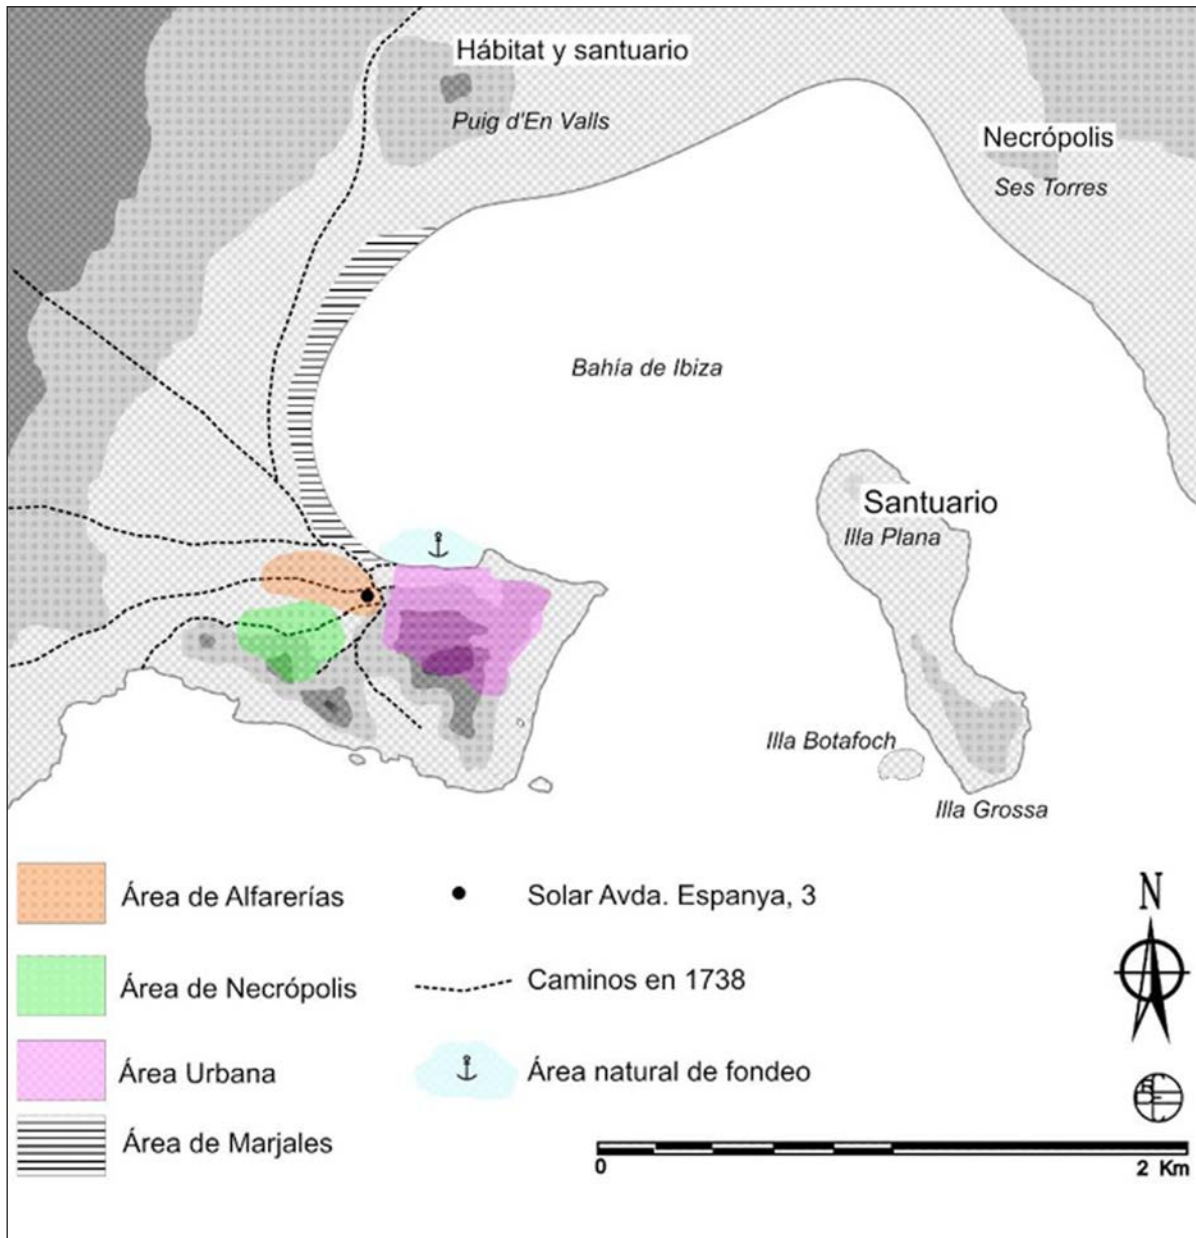 Hábitat y santuario
Puig d'En Valls
Necrópolis
Ses Torres
Bahía de Ibiza
Santuario
Illa Plana
Illa Botafoch
Illa Grossa
Área de Alfarerías
Solar Avda. Espanya, 3
N
Área de Necrópolis
Caminos en 1738
Área Urbana
Área natural de fondeo
Área de Marjales
0
2 Km